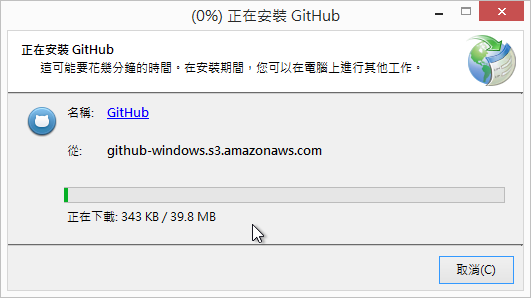 (0%) 正在安裝 GitHub
正在安裝 GitHub
這可能要花幾分鐘的時間。在安裝期間，您可以在電腦上進行其他工作。
名稱: GitHub
從: github-windows.s3.amazonaws.com
正在下載: 343 KB / 39.8 MB
取消(C)